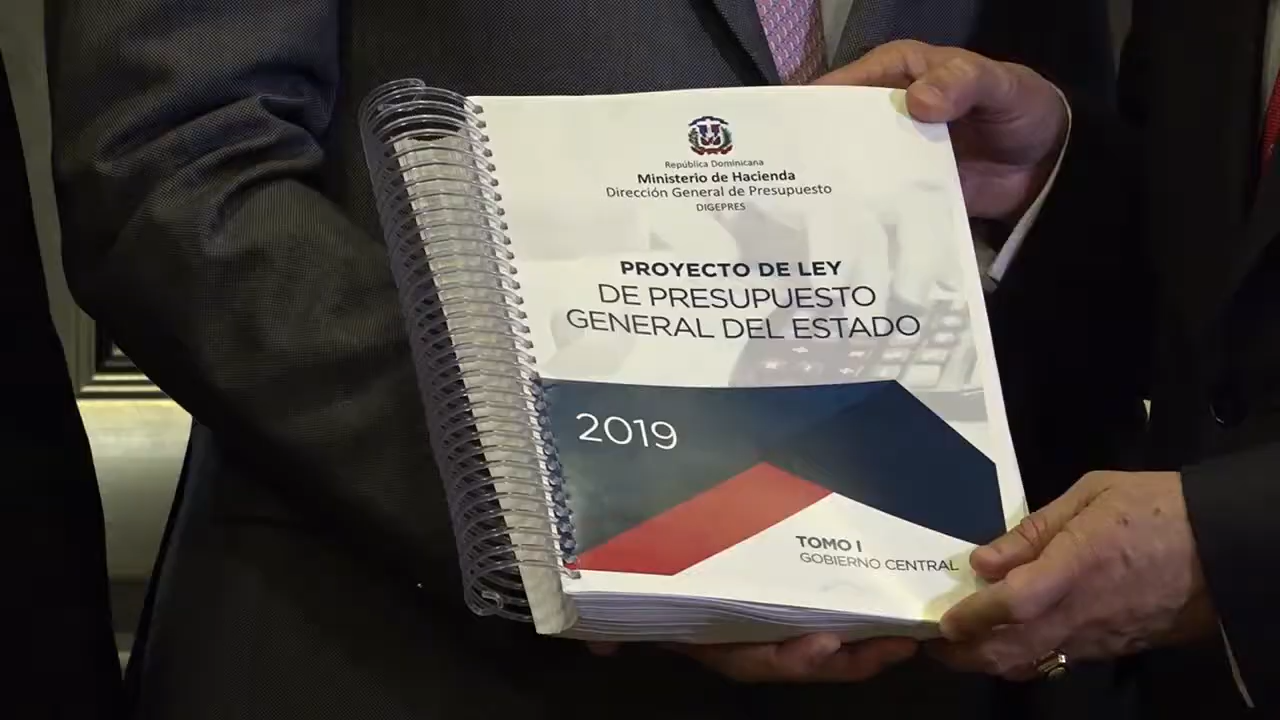 República Dominicana
Ministerio de Hacienda
Dirección General de Presupuesto
DIGEPRES
PROYECTO DE LEY
DE PRESUPUESTO
GENERAL DEL ESTADO
2019
TOMO I
GOBIERNO CENTRAL